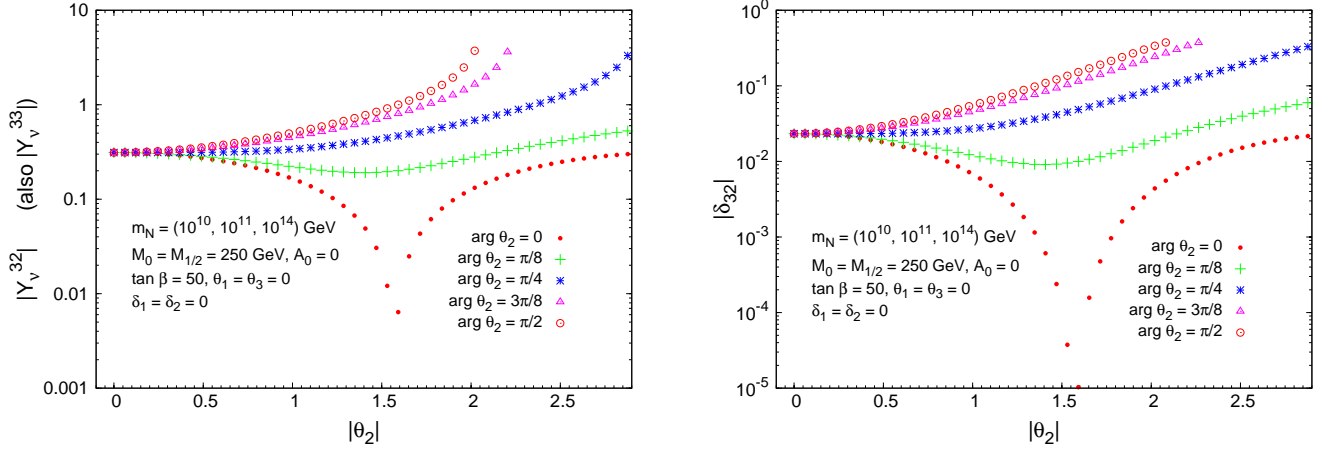 |Y_ν^32| (also |Y_ν^33|)
10
1
0.1
0.01
0.001
m_N = (10^10, 10^11, 10^14) GeV
M_0 = M_1/2 = 250 GeV, A_0 = 0
tan β = 50, θ_1 = θ_3 = 0
δ_1 = δ_2 = 0
arg θ_2 = 0
arg θ_2 = π/8
arg θ_2 = π/4
arg θ_2 = 3π/8
arg θ_2 = π/2
0 0.5 1 1.5 2 2.5
|θ_2|
|δ_32|
10^0
10^-1
10^-2
10^-3
10^-4
10^-5
m_N = (10^10, 10^11, 10^14) GeV
M_0 = M_1/2 = 250 GeV, A_0 = 0
tan β = 50, θ_1 = θ_3 = 0
δ_1 = δ_2 = 0
arg θ_2 = 0
arg θ_2 = π/8
arg θ_2 = π/4
arg θ_2 = 3π/8
arg θ_2 = π/2
0 0.5 1 1.5 2 2.5
|θ_2|